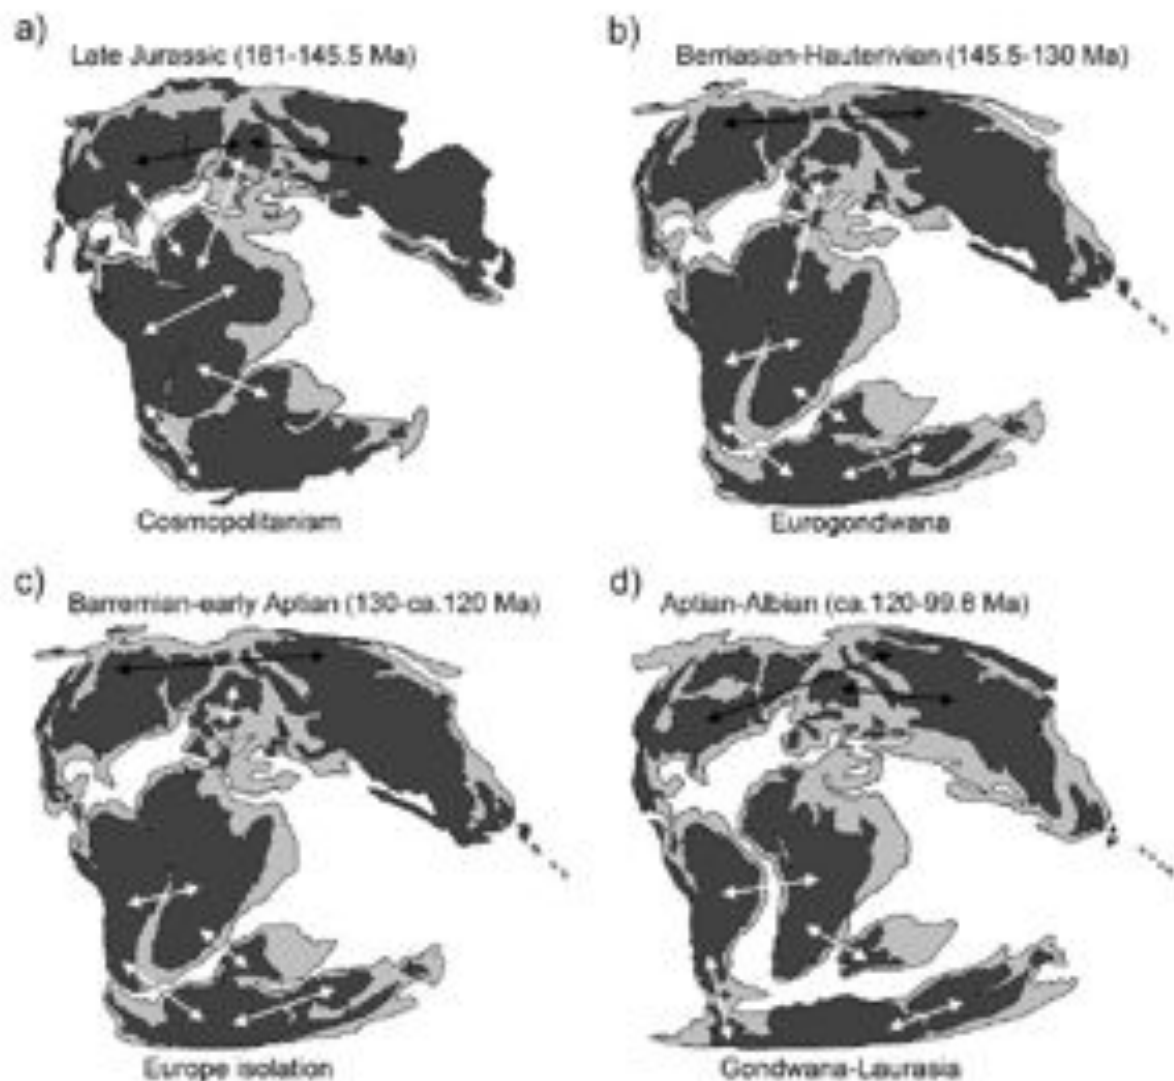 a)
Late Jurassic (161-145.5 Ma)
Cosmopolitanism
b)
Berriasian-Hauterivian (145.5-130 Ma)
Eurogondwana
c)
Barremian-early Aptian (130-ca.120 Ma)
Europe isolation
d)
Aptian-Albian (ca.120-99.6 Ma)
Gondwana-Laurasia